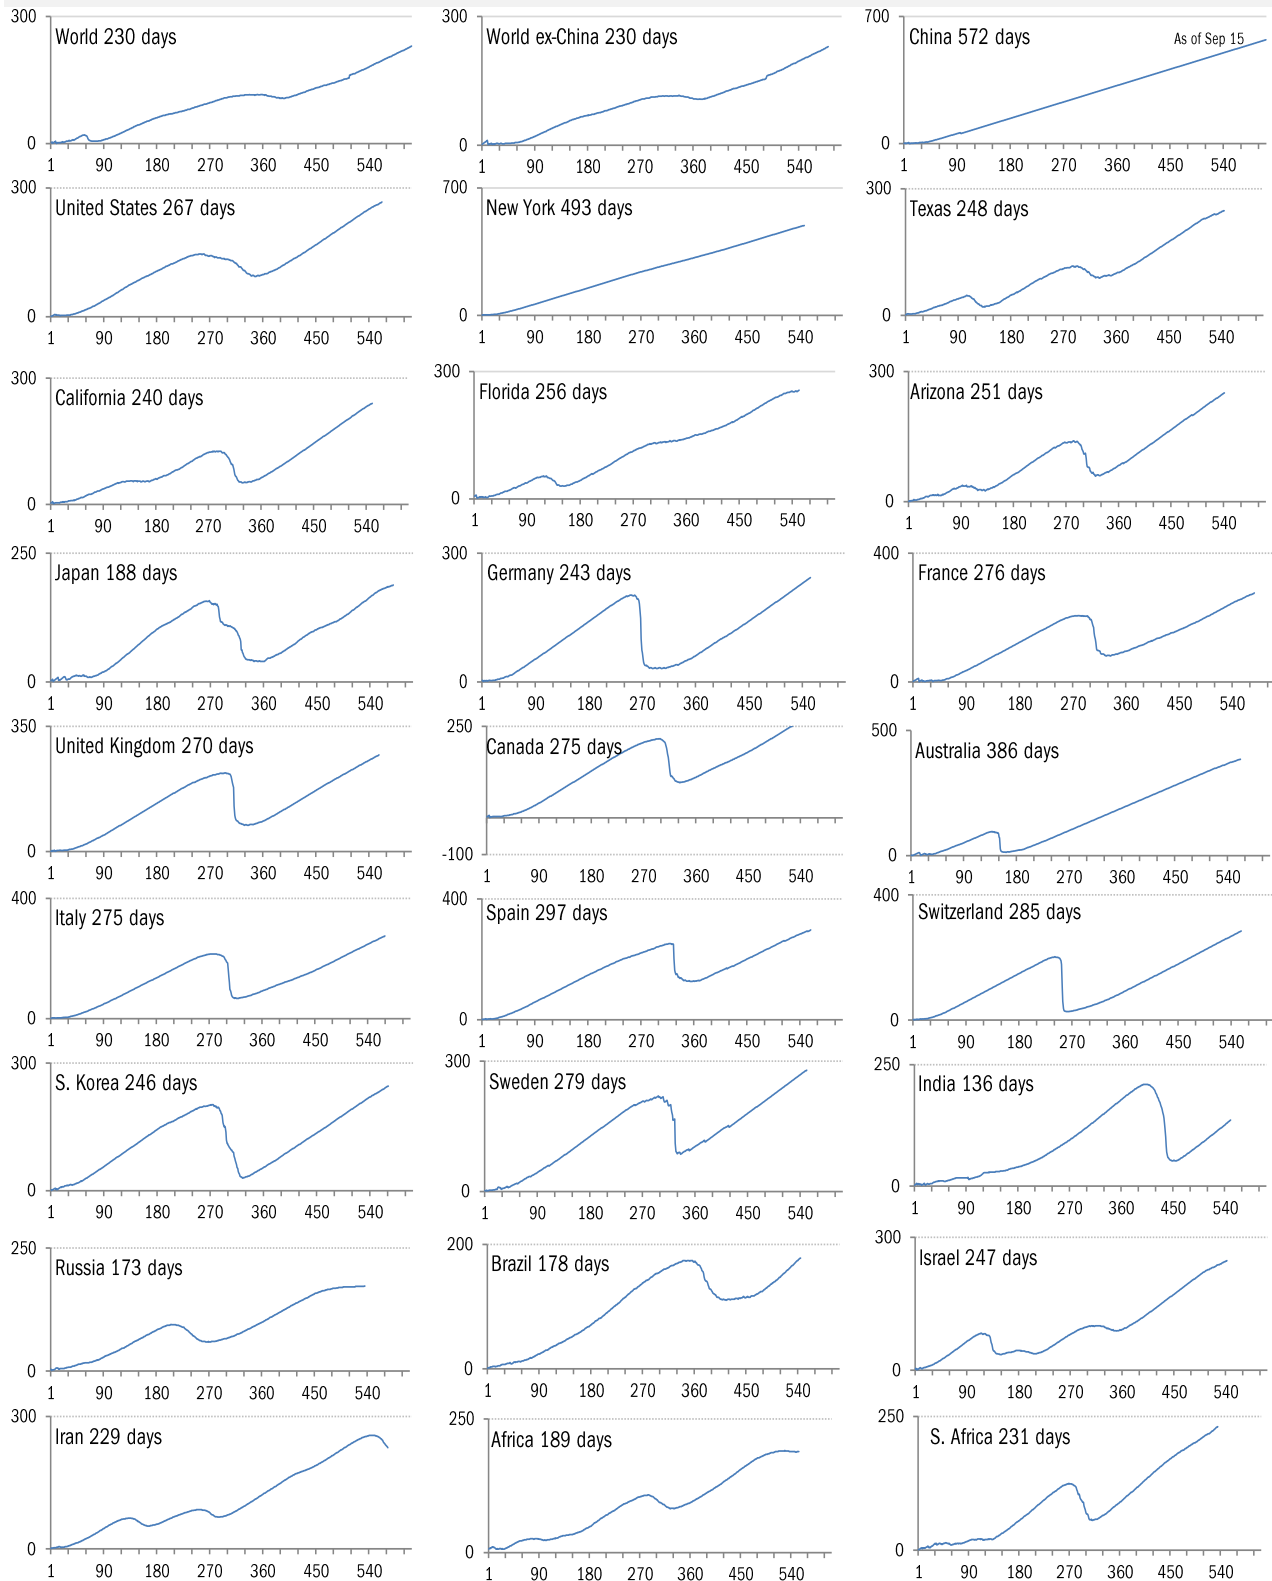 300
World 230 days
0
1 90 180 270 360 450 540
300
World ex-China 230 days
0
1 90 180 270 360 450 540
700
China 572 days
As of Sep 15
0
1 90 180 270 360 450 540
300
United States 267 days
0
1 90 180 270 360 450 540
700
New York 493 days
0
1 90 180 270 360 450 540
300
Texas 248 days
0
1 90 180 270 360 450 540
300
California 240 days
0
1 90 180 270 360 450 540
300
Florida 256 days
0
1 90 180 270 360 450 540
300
Arizona 251 days
0
1 90 180 270 360 450 540
250
Japan 188 days
0
1 90 180 270 360 450 540
300
Germany 243 days
0
1 90 180 270 360 450 540
400
France 276 days
0
1 90 180 270 360 450 540
350
United Kingdom 270 days
0
1 90 180 270 360 450 540
250
Canada 275 days
-100
1 90 180 270 360 450 540
500
Australia 386 days
0
1 90 180 270 360 450 540
400
Italy 275 days
0
1 90 180 270 360 450 540
400
Spain 297 days
0
1 90 180 270 360 450 540
400
Switzerland 285 days
0
1 90 180 270 360 450 540
300
S. Korea 246 days
0
1 90 180 270 360 450 540
300
Sweden 279 days
0
1 90 180 270 360 450 540
250
India 136 days
0
1 90 180 270 360 450 540
250
Russia 173 days
0
1 90 180 270 360 450 540
200
Brazil 178 days
0
1 90 180 270 360 450 540
300
Israel 247 days
0
1 90 180 270 360 450 540
300
Iran 229 days
0
1 90 180 270 360 450 540
250
Africa 189 days
0
1 90 180 270 360 450 540
250
S. Africa 231 days
0
1 90 180 270 360 450 540